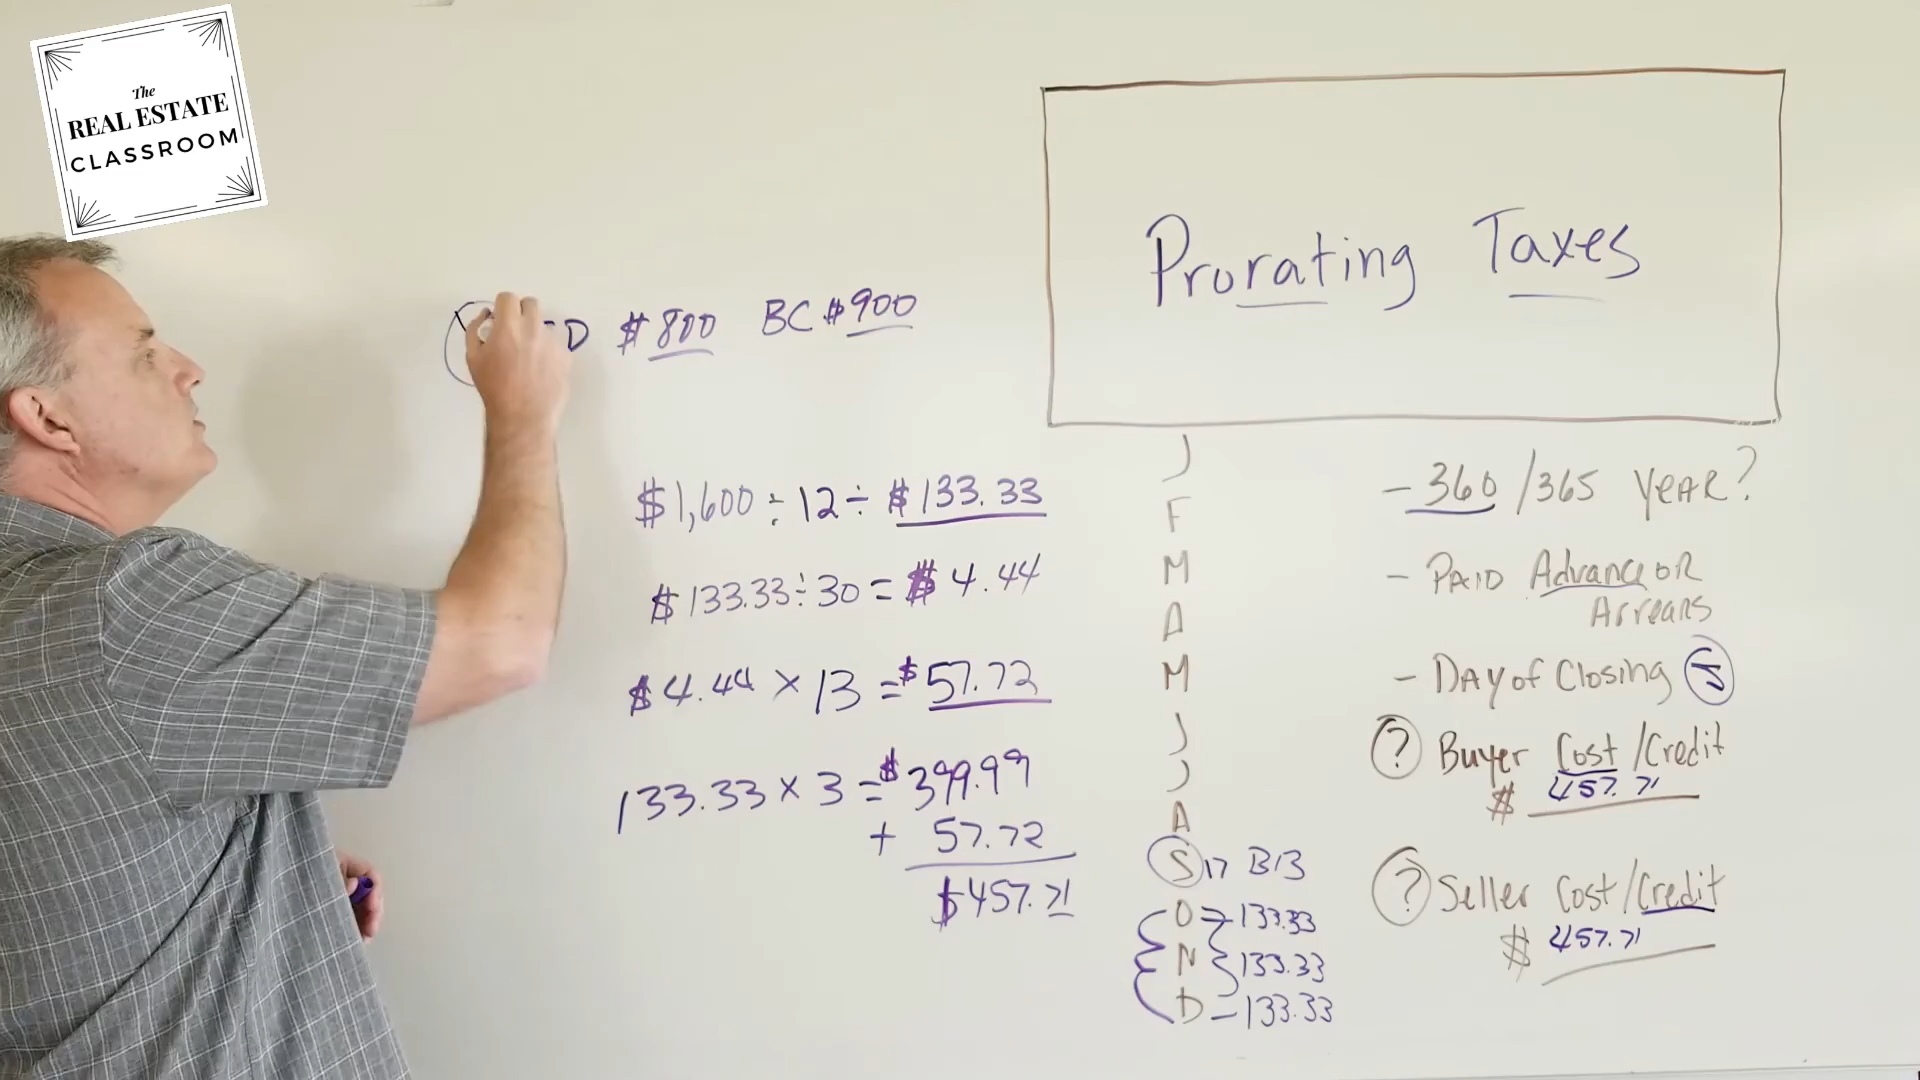 The
REAL ESTATE
CLASSROOM
Prorating Taxes
D $800 BC $900
$1,600 ÷ 12 ÷ $133.33
$133.33 ÷ 30 = $4.44
$4.44 × 13 = $57.72
133.33 × 3 = $399.99
+ 57.72
$457.71
J
F
M
A
M
J
J
A
S 17 B13
O = 133.33
N 133.33
D - 133.33
- 360/365 YEAR?
- PAID Advance OR
Arrears
- DAY of Closing S
? Buyer Cost/Credit
$ 457.71
? Seller Cost/Credit
$ 457.71